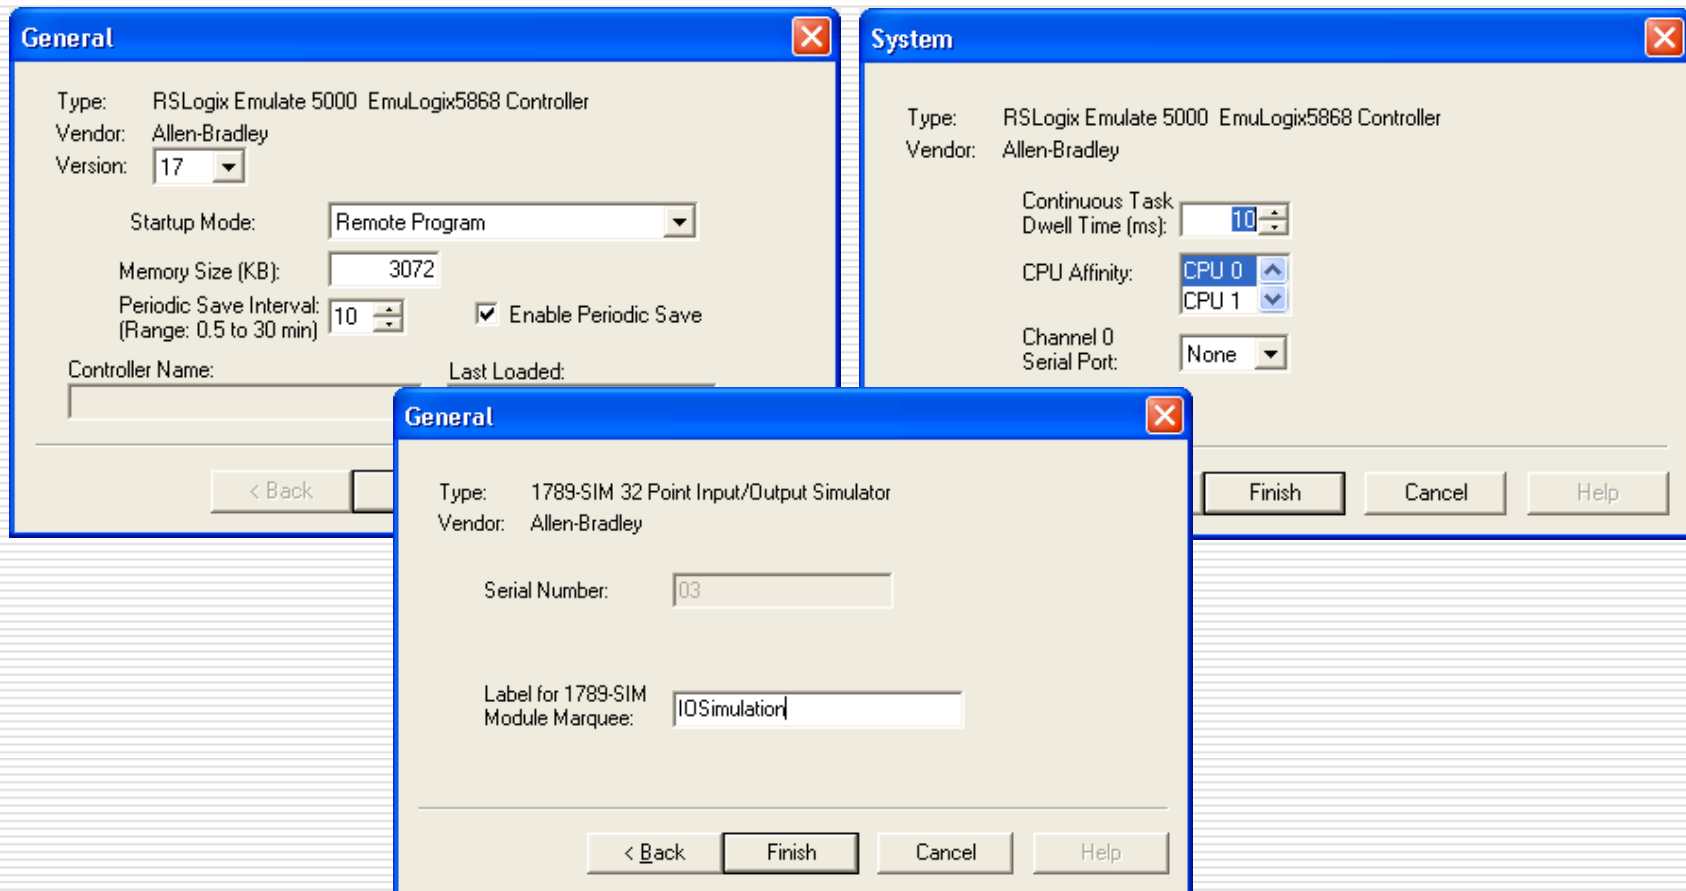 General
Type: RSLogix Emulate 5000 EmuLogix5868 Controller
Vendor: Allen-Bradley
Version: 17
Startup Mode: Remote Program
Memory Size (KB): 3072
Periodic Save Interval:
(Range: 0.5 to 30 min) 10 Enable Periodic Save
Controller Name: Last Loaded:
< Back
System
Type: RSLogix Emulate 5000 EmuLogix5868 Controller
Vendor: Allen-Bradley
Continuous Task
Dwell Time (ms): 10
CPU Affinity: CPU 0
CPU 1
Channel 0
Serial Port: None
Finish Cancel Help
General
Type: 1789-SIM 32 Point Input/Output Simulator
Vendor: Allen-Bradley
Serial Number: 03
Label for 1789-SIM
Module Marquee: IOSimulation
< Back Finish Cancel Help